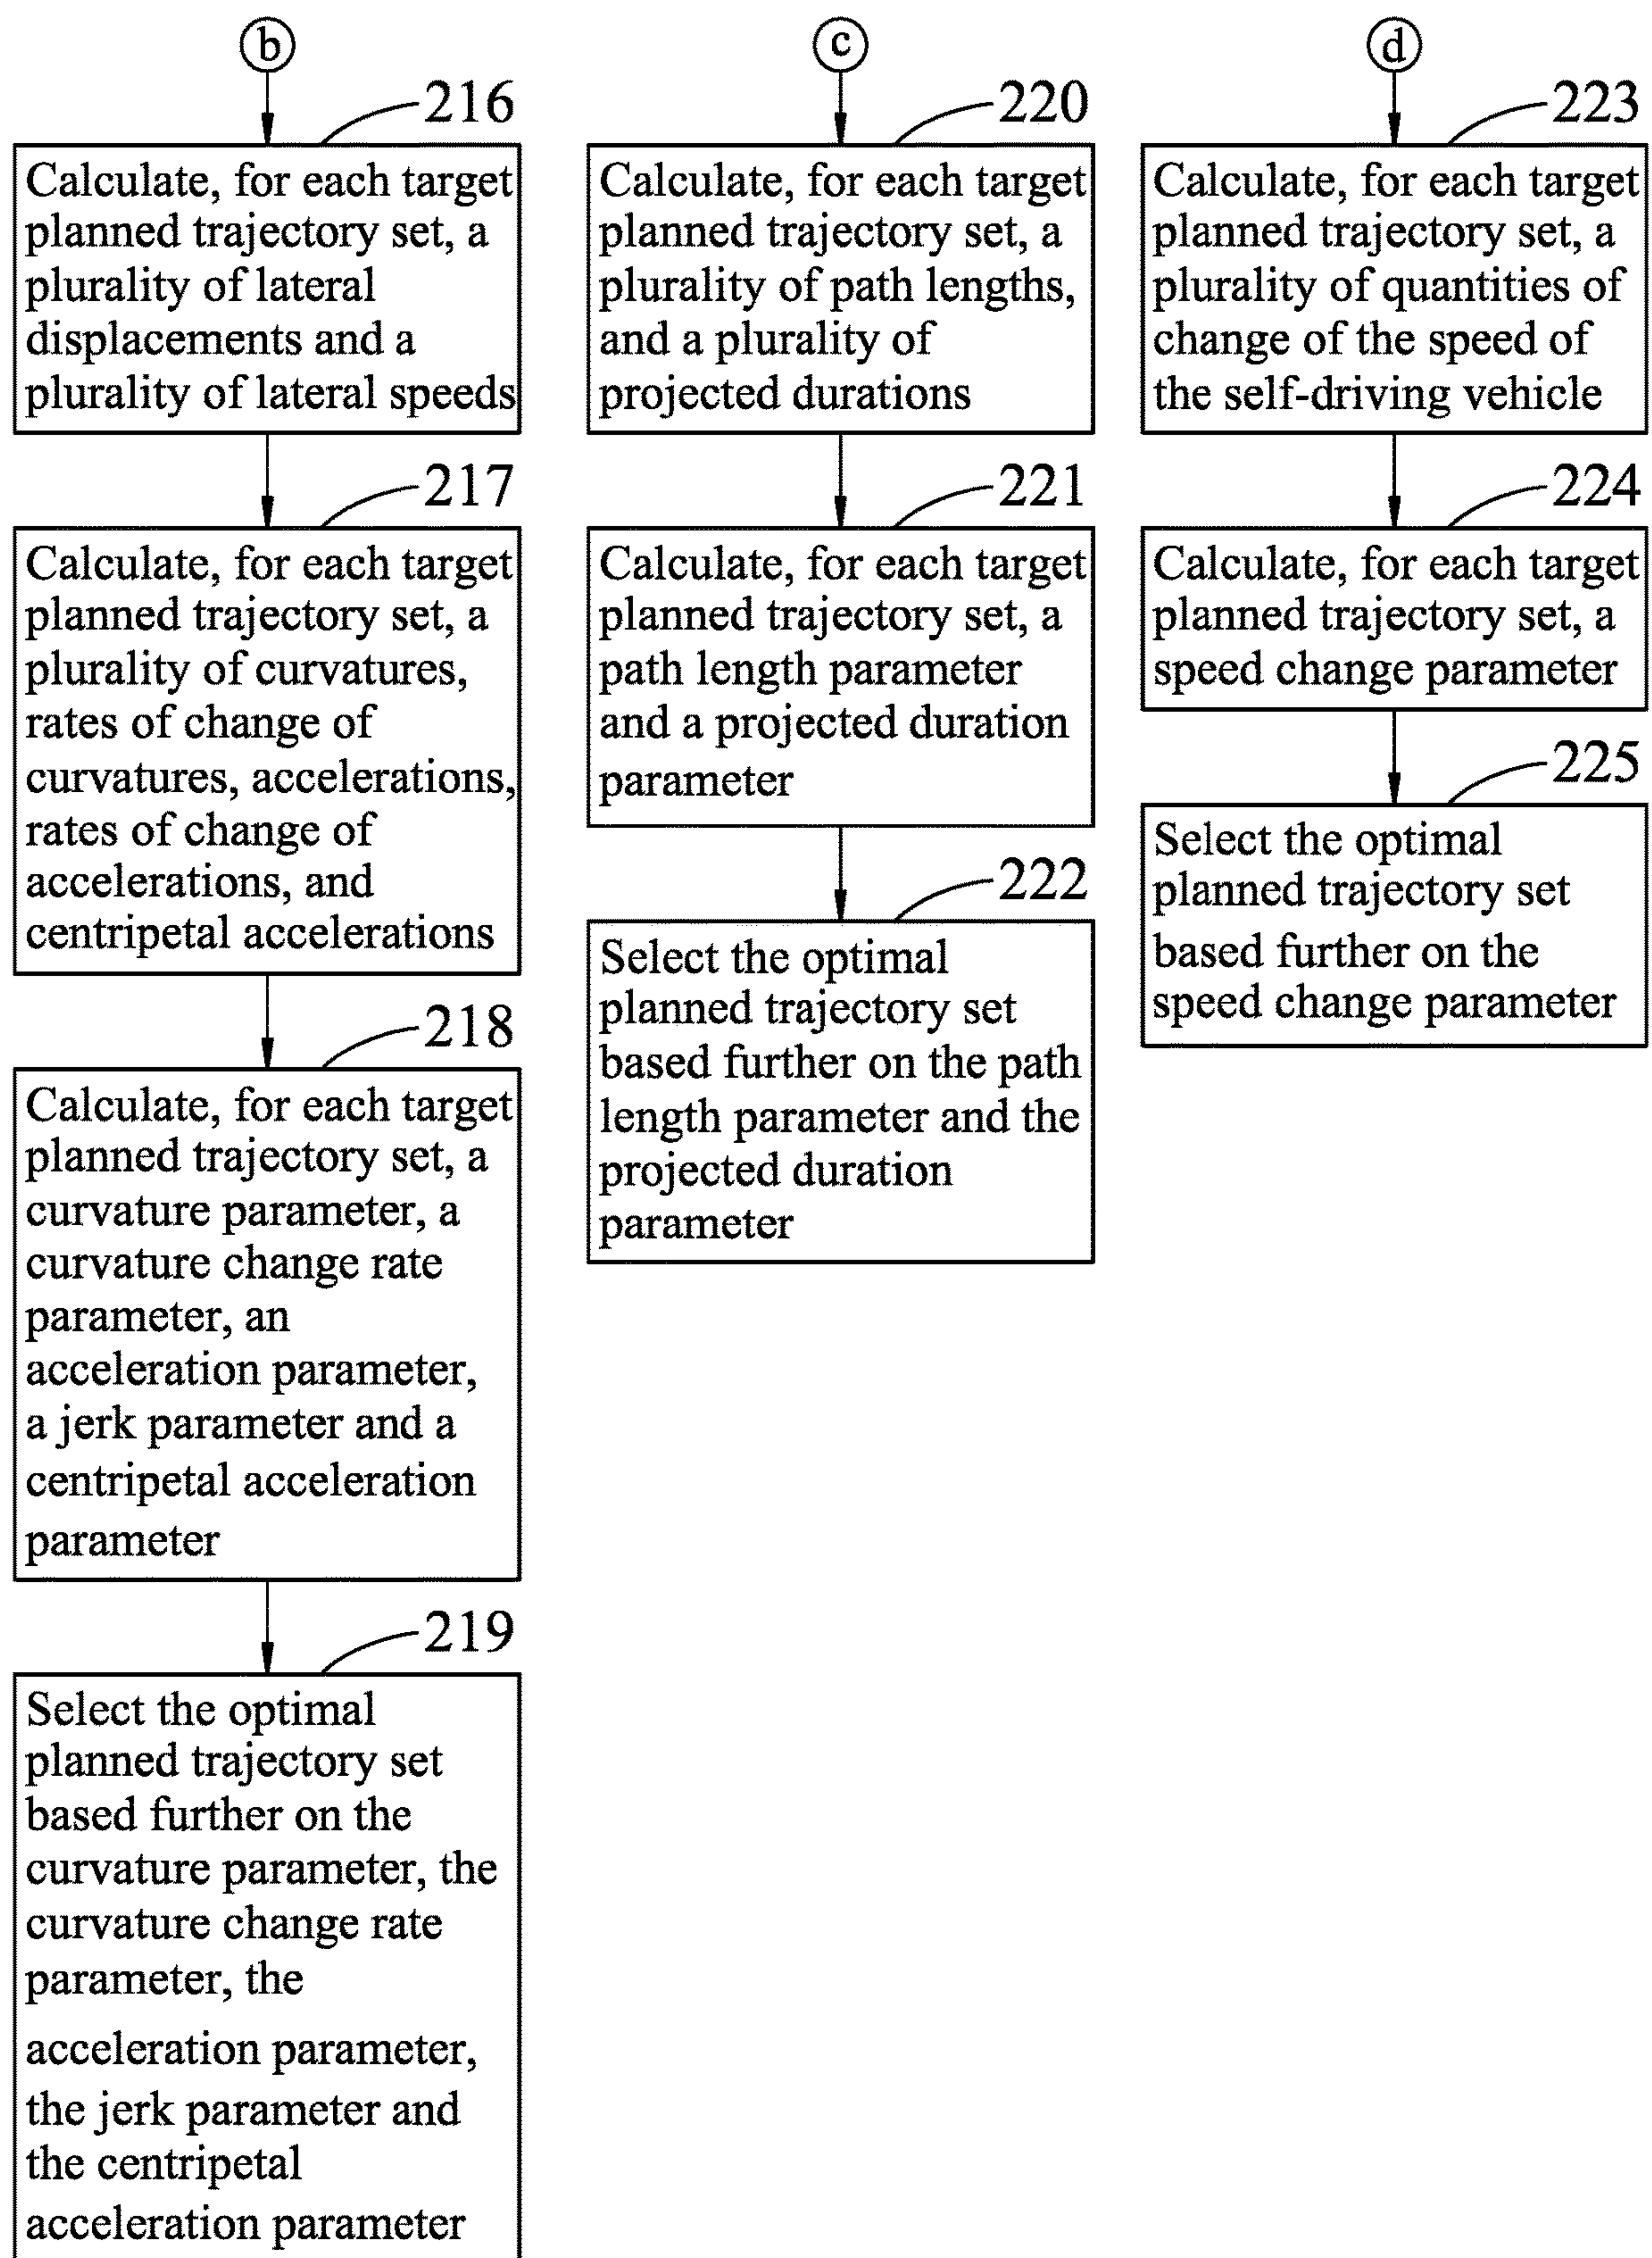 b
216
Calculate, for each target
planned trajectory set, a
plurality of lateral
displacements and a
plurality of lateral speeds
217
Calculate, for each target
planned trajectory set, a
plurality of curvatures,
rates of change of
curvatures, accelerations,
rates of change of
accelerations, and
centripetal accelerations
218
Calculate, for each target
planned trajectory set, a
curvature parameter, a
curvature change rate
parameter, an
acceleration parameter,
a jerk parameter and a
centripetal acceleration
parameter
219
Select the optimal
planned trajectory set
based further on the
curvature parameter, the
curvature change rate
parameter, the
acceleration parameter,
the jerk parameter and
the centripetal
acceleration parameter
c
220
Calculate, for each target
planned trajectory set, a
plurality of path lengths,
and a plurality of
projected durations
221
Calculate, for each target
planned trajectory set, a
path length parameter
and a projected duration
parameter
222
Select the optimal
planned trajectory set
based further on the path
length parameter and the
projected duration
parameter
d
223
Calculate, for each target
planned trajectory set, a
plurality of quantities of
change of the speed of
the self-driving vehicle
224
Calculate, for each target
planned trajectory set, a
speed change parameter
225
Select the optimal
planned trajectory set
based further on the
speed change parameter